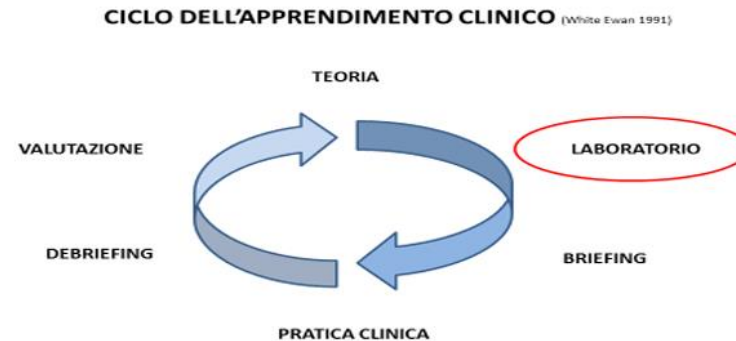 CICLO DELL'APPRENDIMENTO CLINICO (White Ewan 1991)
TEORIA
VALUTAZIONE
LABORATORIO
DEBRIEFING
BRIEFING
PRATICA CLINICA